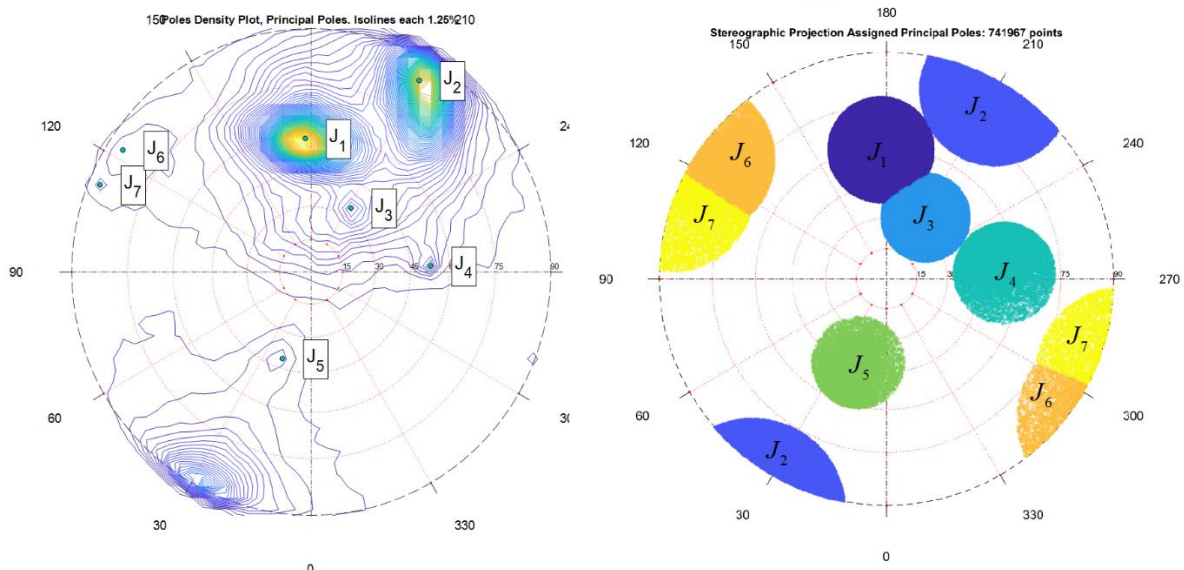 150 Poles Density Plot, Principal Poles. Isolines each 1.25% 210
J2
J1
120
24
J6
J7
J3
J4
90
15 30 45 75 90
J5
60
30
30
330
0
Stereographic Projection Assigned Principal Poles: 741967 points
180
150
210
J2
120
J6
J1
240
J7
J3
J4
90
15 3 75 90
270
J7
J5
J6
60
300
J2
30
330
0